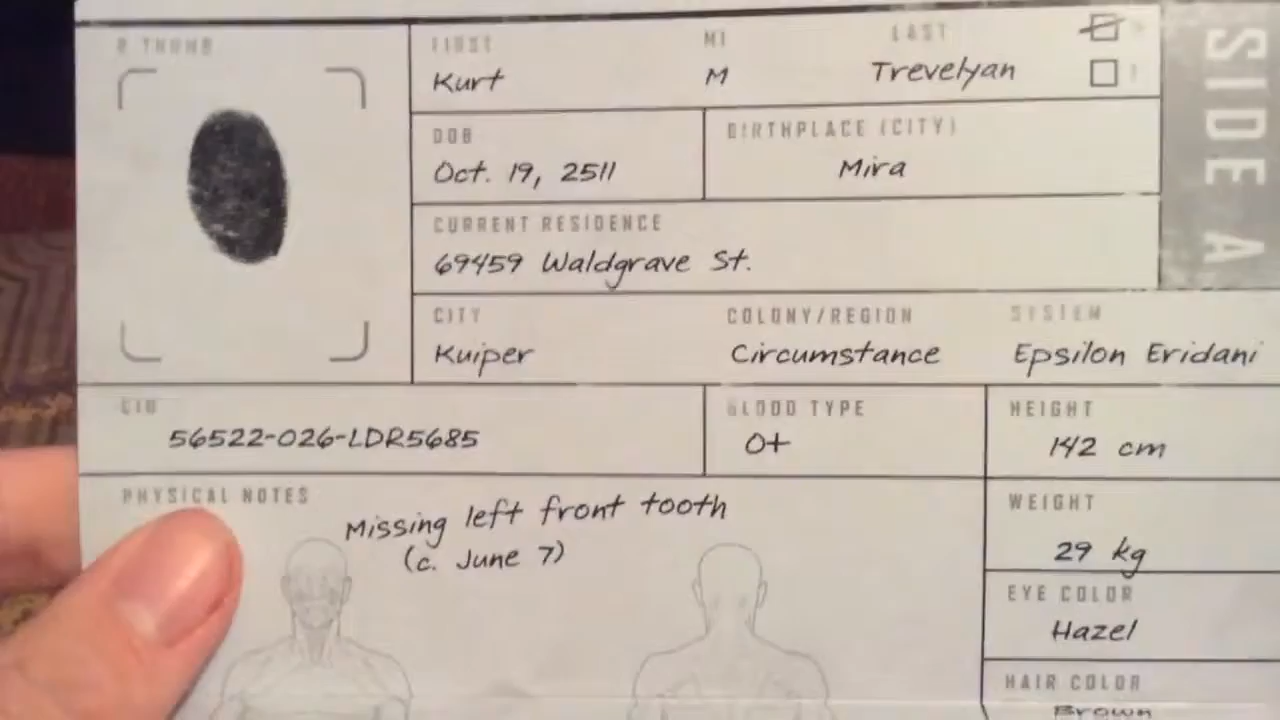 R THUMB
FIRST MI LAST
Kurt M Trevelyan
DOB BIRTHPLACE (CITY)
Oct. 19, 2511 Mira
CURRENT RESIDENCE
69459 Waldgrave St.
CITY COLONY/REGION SYSTEM
Kuiper Circumstance Epsilon Eridani
CIN BLOOD TYPE HEIGHT
56522-026-LDR5685 O+ 142 cm
PHYSICAL NOTES
Missing left front tooth
(c. June 7)
WEIGHT
29 kg
EYE COLOR
Hazel
HAIR COLOR
Brown
SIDE A